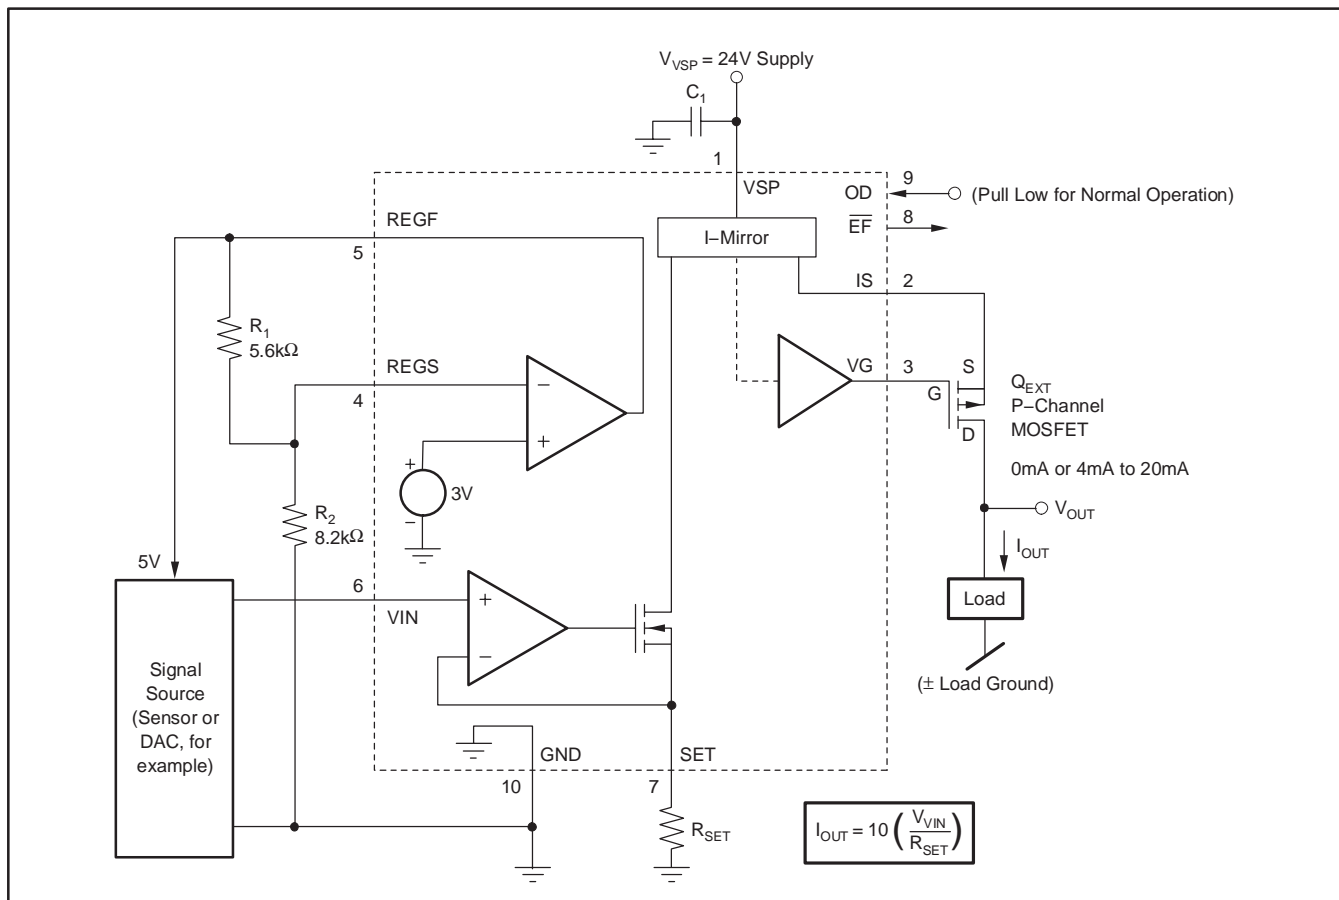 V_VSP = 24V Supply
C_1
1
VSP
OD
9
(Pull Low for Normal Operation)
E̅F̅
8
REGF
5
I−Mirror
IS
2
R_1
5.6kΩ
REGS
4
−
+
VG
3
S
G
D
Q_EXT
P−Channel
MOSFET
0mA or 4mA to 20mA
+
3V
−
R_2
8.2kΩ
V_OUT
I_OUT
5V
6
VIN
+
−
Load
(± Load Ground)
Signal
Source
(Sensor or
DAC, for
example)
GND
10
SET
7
R_SET
I_OUT = 10 ( V_VIN / R_SET )